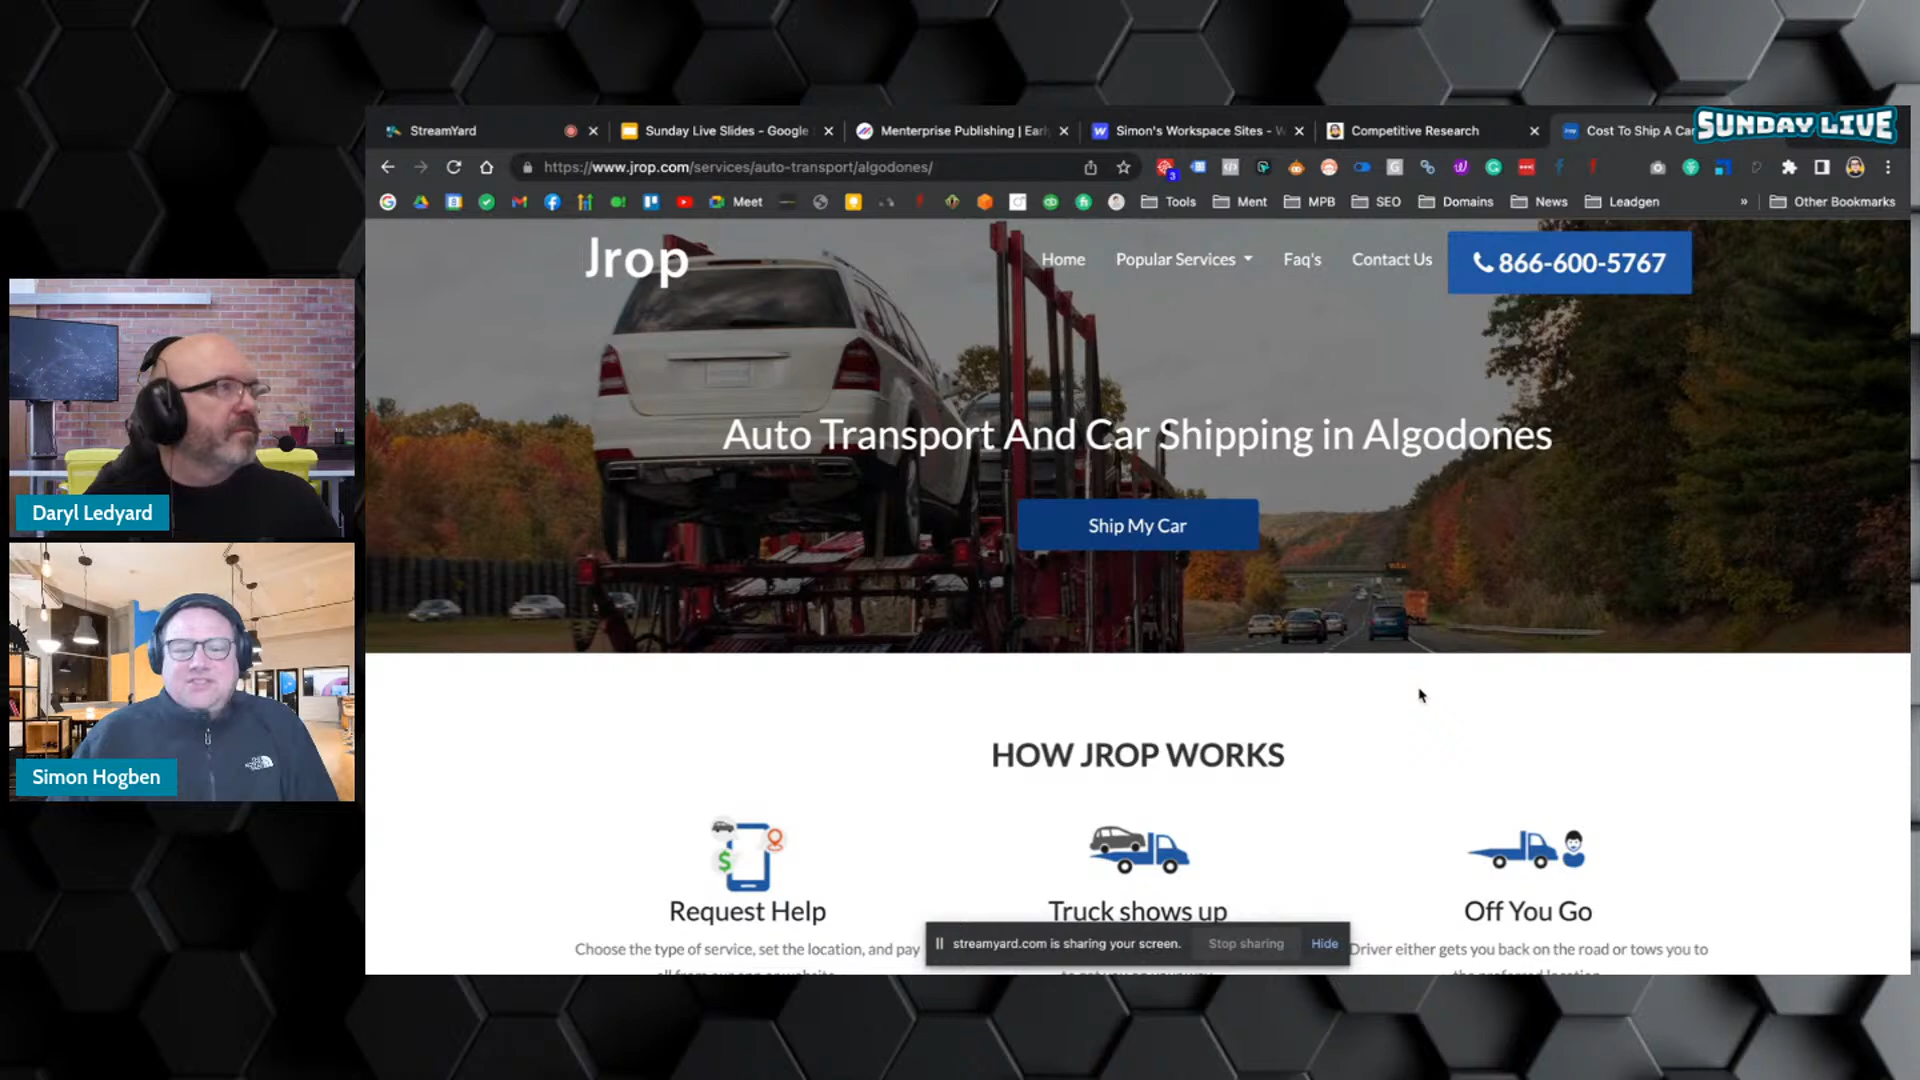 SUNDAY LIVE
StreamYard
Sunday Live Slides - Google
Menterprise Publishing | Earl
Simon's Workspace Sites - W
Competitive Research
Cost To Ship A Car
https://www.jrop.com/services/auto-transport/algodones/
3
Meet
Tools
Ment
MPB
SEO
Domains
News
Leadgen
»
Other Bookmarks
Jrop
Home
Popular Services
Faq's
Contact Us
866-600-5767
Auto Transport And Car Shipping in Algodones
Ship My Car
Daryl Ledyard
Simon Hogben
THE NORTH FACE
HOW JROP WORKS
Request Help
Truck shows up
Off You Go
Choose the type of service, set the location, and pay
Driver either gets you back on the road or tows you to
streamyard.com is sharing your screen.
Stop sharing
Hide